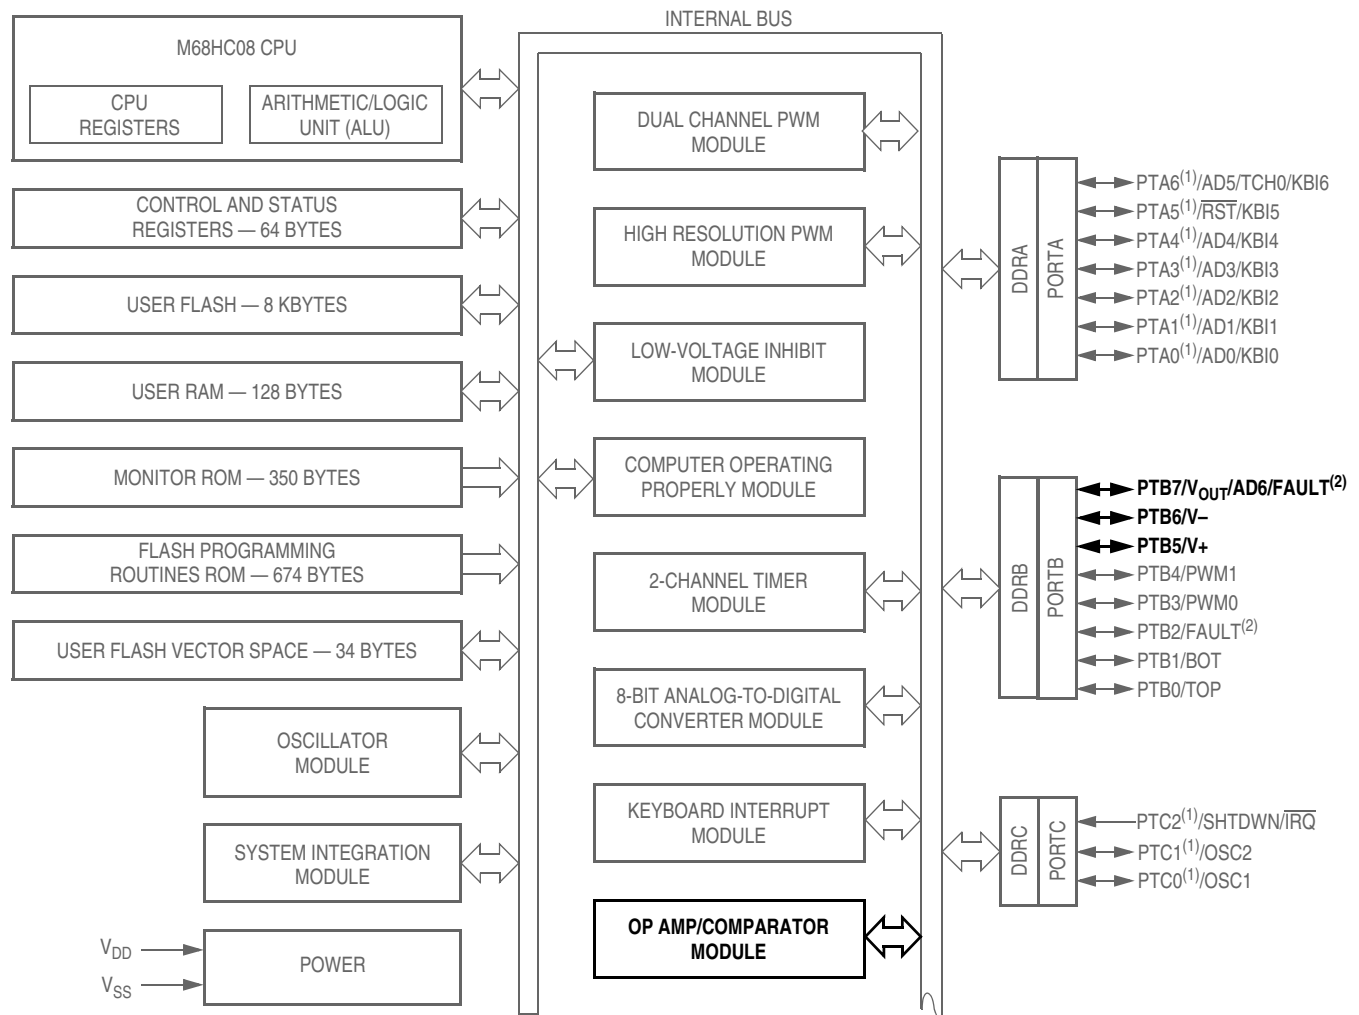 INTERNAL BUS
M68HC08 CPU
CPU
REGISTERS
ARITHMETIC/LOGIC
UNIT (ALU)
CONTROL AND STATUS
REGISTERS — 64 BYTES
USER FLASH — 8 KBYTES
USER RAM — 128 BYTES
MONITOR ROM — 350 BYTES
FLASH PROGRAMMING
ROUTINES ROM — 674 BYTES
USER FLASH VECTOR SPACE — 34 BYTES
OSCILLATOR
MODULE
SYSTEM INTEGRATION
MODULE
VDD
VSS
POWER
DUAL CHANNEL PWM
MODULE
HIGH RESOLUTION PWM
MODULE
LOW-VOLTAGE INHIBIT
MODULE
COMPUTER OPERATING
PROPERLY MODULE
2-CHANNEL TIMER
MODULE
8-BIT ANALOG-TO-DIGITAL
CONVERTER MODULE
KEYBOARD INTERRUPT
MODULE
OP AMP/COMPARATOR
MODULE
DDRA
PORTA
PTA6(1)/AD5/TCH0/KBI6
PTA5(1)/RST/KBI5
PTA4(1)/AD4/KBI4
PTA3(1)/AD3/KBI3
PTA2(1)/AD2/KBI2
PTA1(1)/AD1/KBI1
PTA0(1)/AD0/KBI0
DDRB
PORTB
PTB7/VOUT/AD6/FAULT(2)
PTB6/V–
PTB5/V+
PTB4/PWM1
PTB3/PWM0
PTB2/FAULT(2)
PTB1/BOT
PTB0/TOP
DDRC
PORTC
PTC2(1)/SHTDWN/IRQ
PTC1(1)/OSC2
PTC0(1)/OSC1